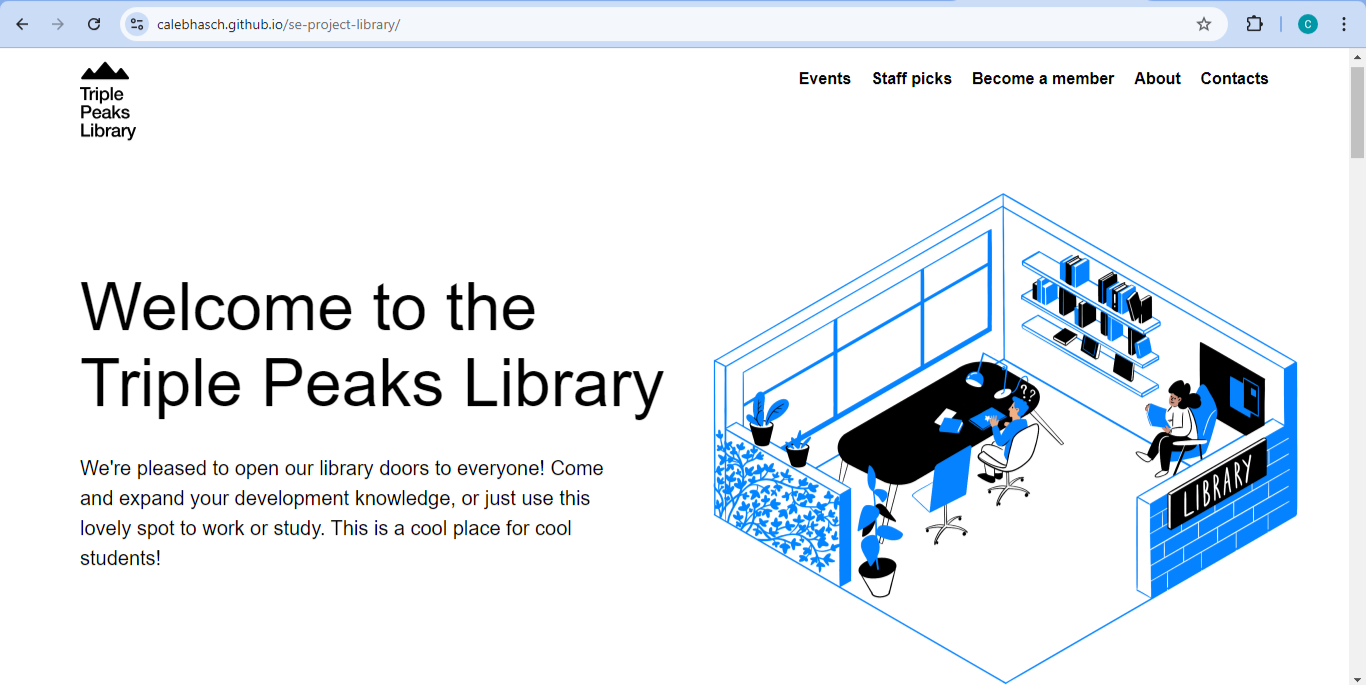 calebhasch.github.io/se-project-library/
C
Triple
Peaks
Library
Events Staff picks Become a member About Contacts
Welcome to the
Triple Peaks Library
We're pleased to open our library doors to everyone! Come
and expand your development knowledge, or just use this
lovely spot to work or study. This is a cool place for cool
students!
??
LIBRARY